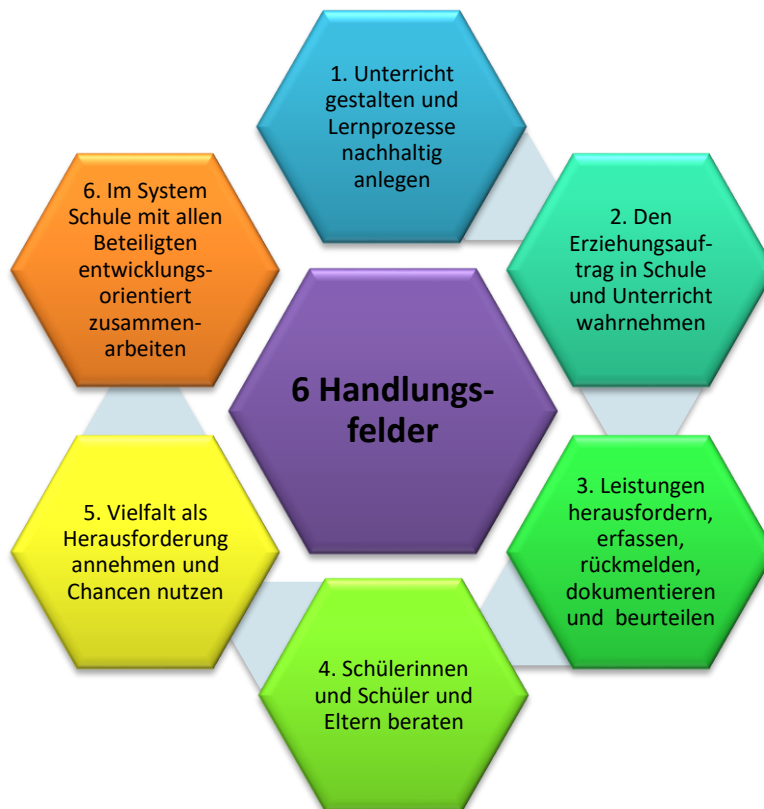 1. Unterricht
gestalten und
Lernprozesse
nachhaltig
anlegen
2. Den
Erziehungsauf-
trag in Schule
und Unterricht
wahrnehmen
3. Leistungen
herausfordern,
erfassen,
rückmelden,
dokumentieren
und beurteilen
4. Schülerinnen
und Schüler und
Eltern beraten
5. Vielfalt als
Herausforderung
annehmen und
Chancen nutzen
6. Im System
Schule mit allen
Beteiligten
entwicklungs-
orientiert
zusammen-
arbeiten
6 Handlungs-
felder